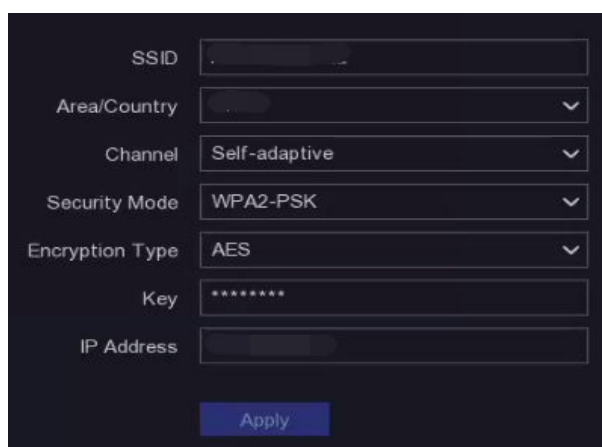 SSID
Area/Country
Channel Self-adaptive
Security Mode WPA2-PSK
Encryption Type AES
Key ********
IP Address
Apply